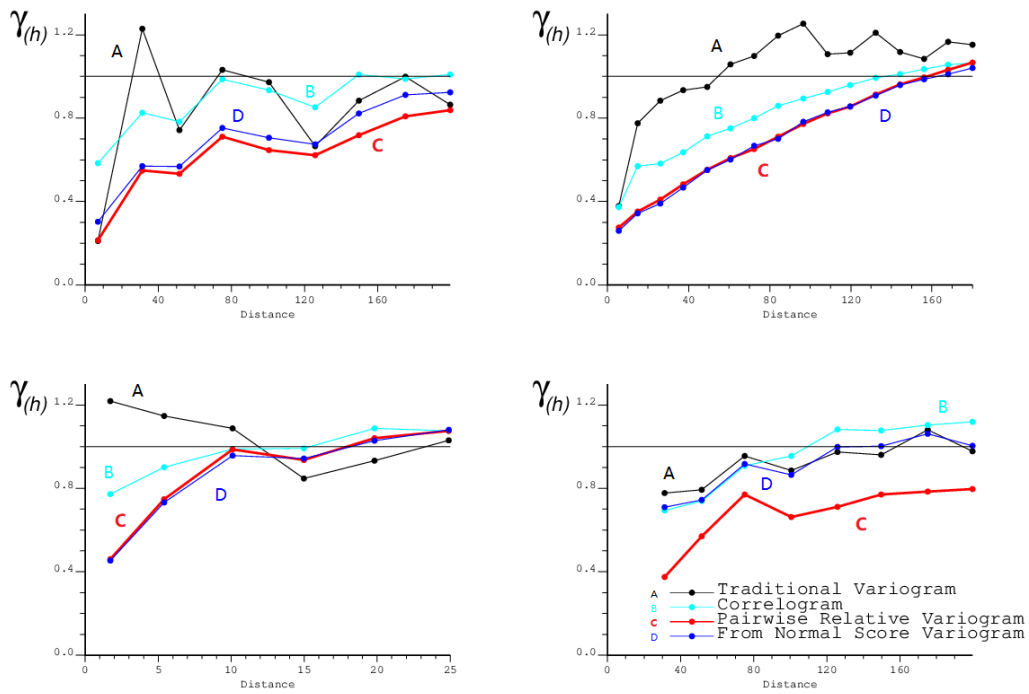 γ(h)
1.2
A
B
0.8
D
C
0.4
0.0
0 40 80 120 160
Distance
γ(h)
1.2
A
B
0.8
D
C
0.4
0.0
0 40 80 120 160
Distance
γ(h)
1.2
A
B
0.8
D
C
0.4
0.0
0 5 10 15 20 25
Distance
γ(h)
1.2
B
A
0.8
D
C
0.4
A Traditional Variogram
B Correlogram
C Pairwise Relative Variogram
D From Normal Score Variogram
0.0
0 40 80 120 160
Distance